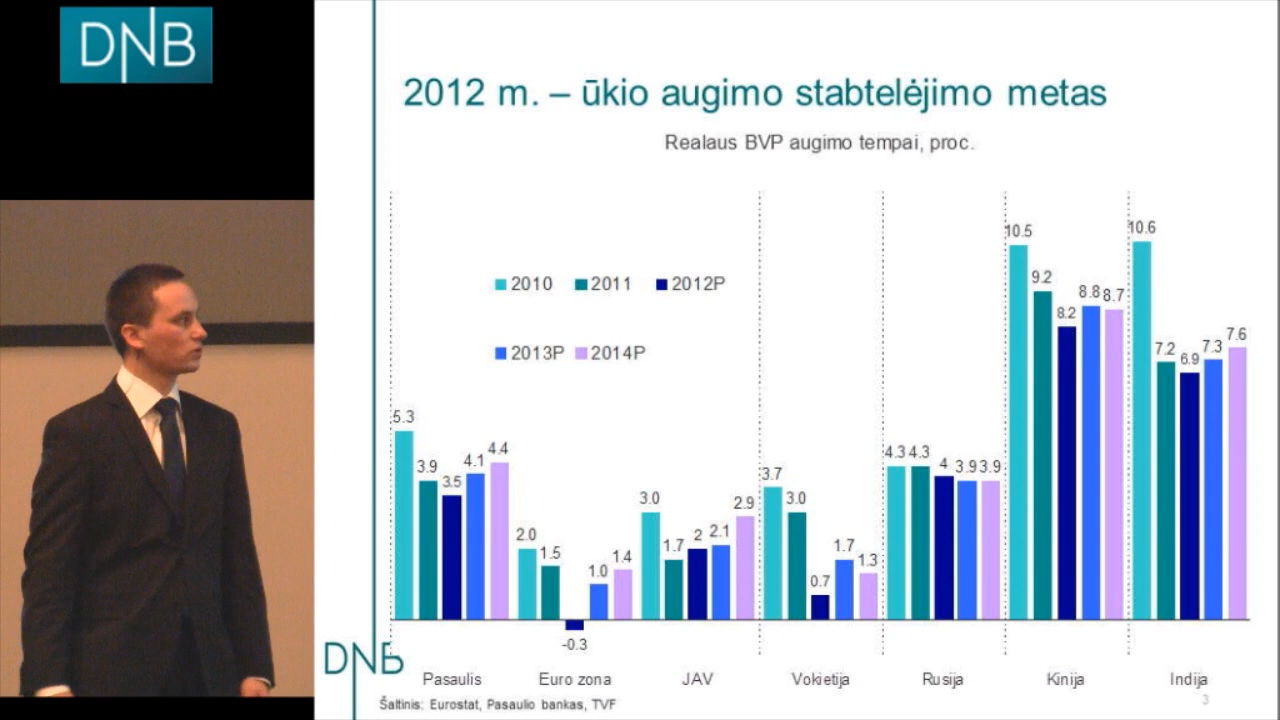 DNB
2012 m. – ūkio augimo stabtelėjimo metas
Realaus BVP augimo tempai, proc.
2010 2011 2012P
2013P 2014P
5.3 3.9 3.5 4.1 4.4
2.0 1.5 -0.3 1.0 1.4
3.0 1.7 2 2.1 2.9
3.7 3.0 0.7 1.7 1.3
4.3 4.3 4 3.9 3.9
10.5 9.2 8.2 8.8 8.7
10.6 7.2 6.9 7.3 7.6
Pasaulis Euro zona JAV Vokietija Rusija Kinija Indija
DNB
Šaltinis: Eurostat, Pasaulio bankas, TVF
3